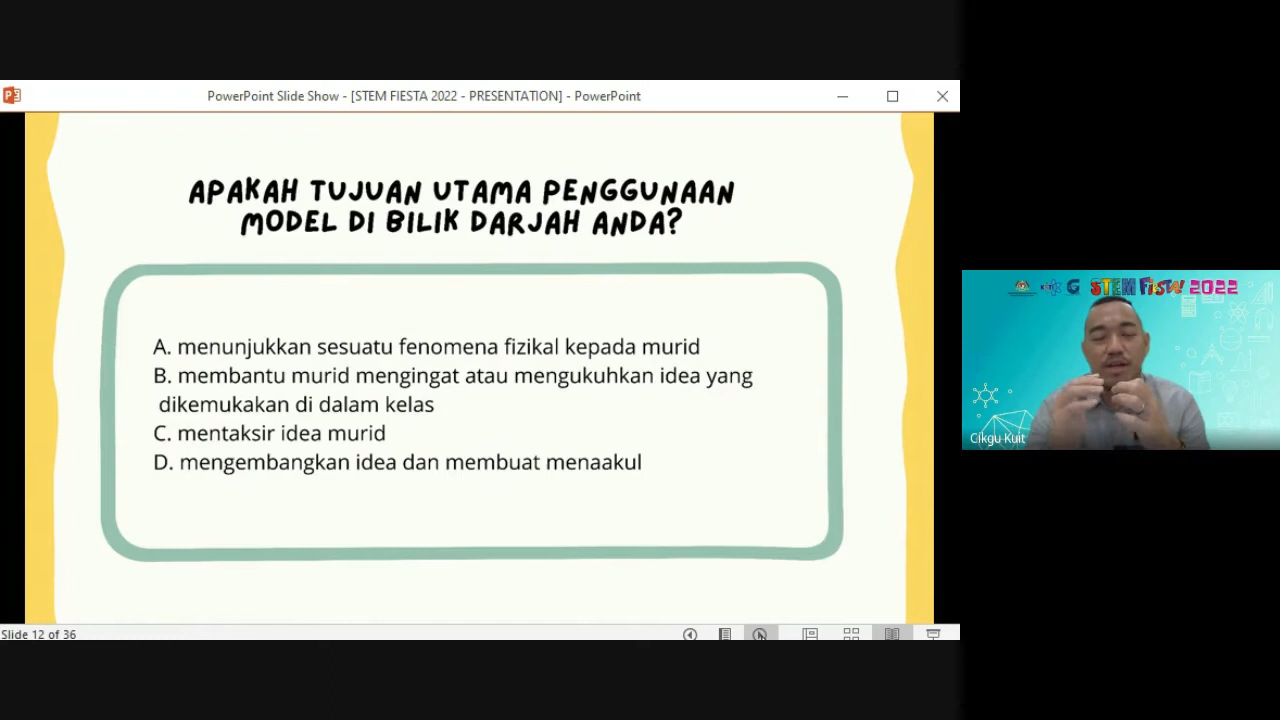 PowerPoint Slide Show - [STEM FIESTA 2022 - PRESENTATION] - PowerPoint
APAKAH TUJUAN UTAMA PENGGUNAAN
MODEL DI BILIK DARJAH ANDA?
A. menunjukkan sesuatu fenomena fizikal kepada murid
B. membantu murid mengingat atau mengukuhkan idea yang
dikemukakan di dalam kelas
C. mentaksir idea murid
D. mengembangkan idea dan membuat menaakul
Slide 12 of 36
STEM FiESTA! 2022
Cikgu Kuit